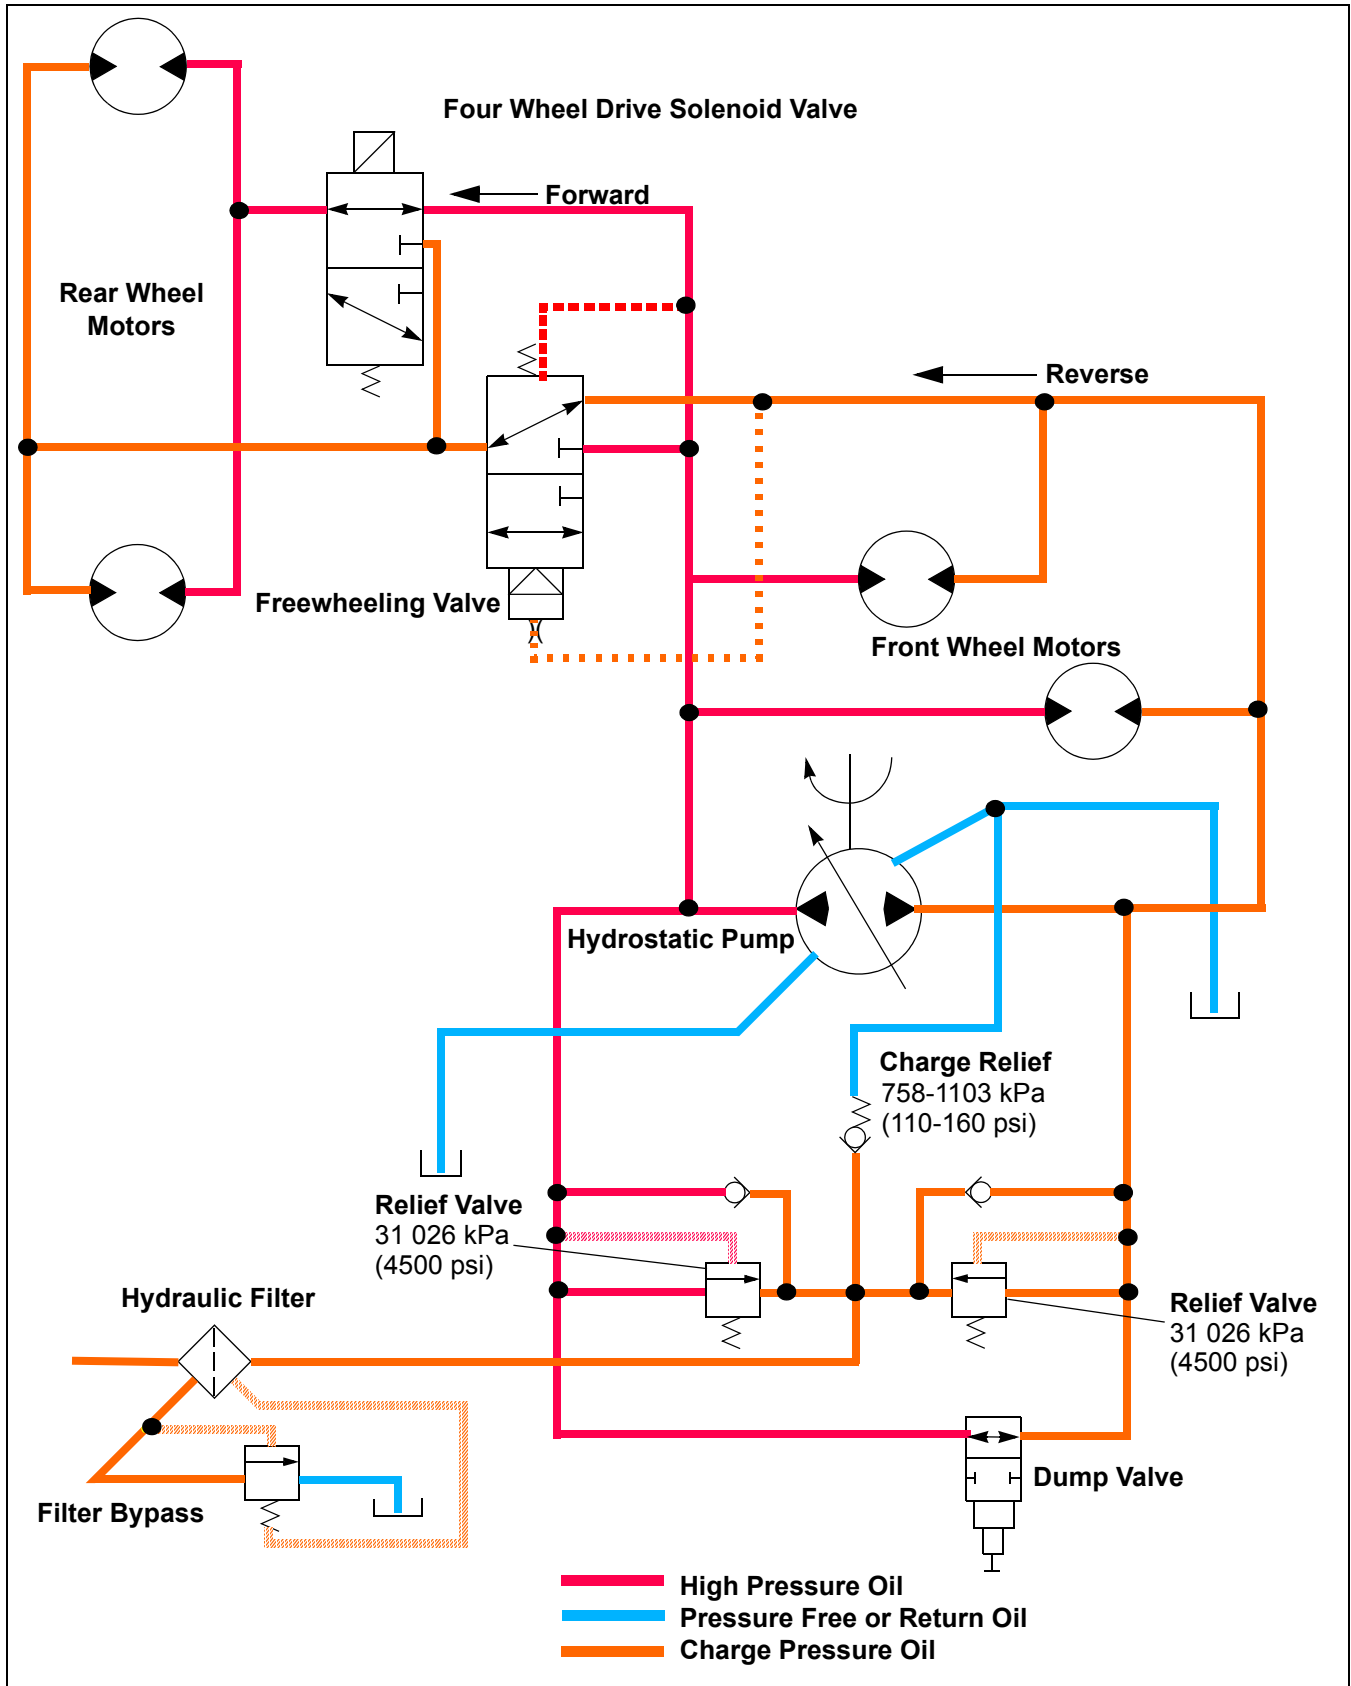 Four Wheel Drive Solenoid Valve
Forward
Rear Wheel
Motors
Reverse
Freewheeling Valve
Front Wheel Motors
Hydrostatic Pump
Charge Relief
758-1103 kPa
(110-160 psi)
Relief Valve
31 026 kPa
(4500 psi)
Hydraulic Filter
Relief Valve
31 026 kPa
(4500 psi)
Dump Valve
Filter Bypass
High Pressure Oil
Pressure Free or Return Oil
Charge Pressure Oil